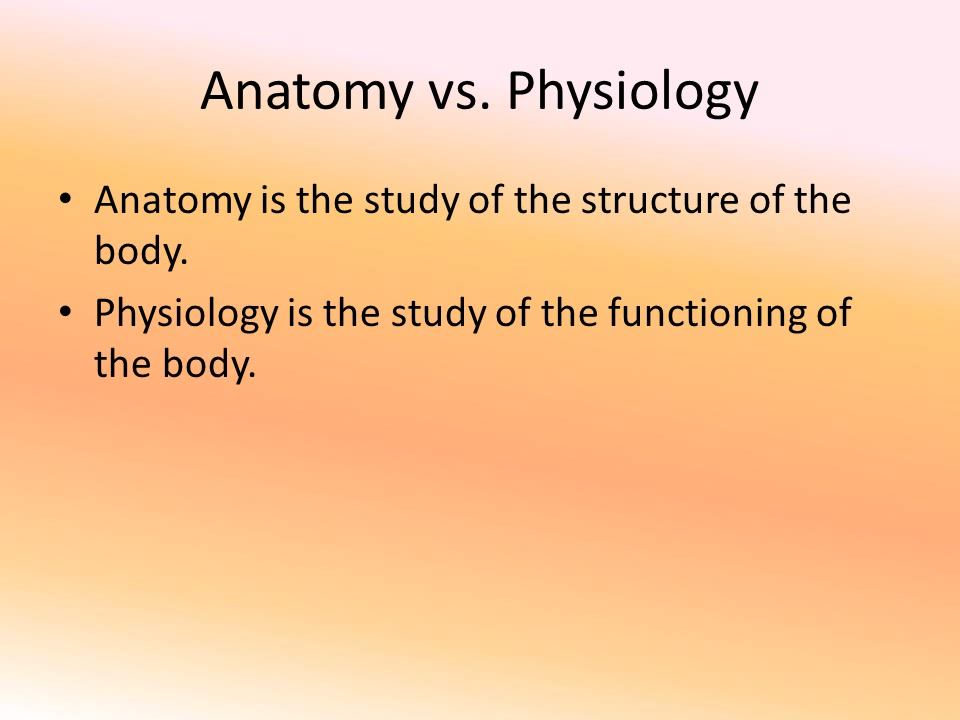 Anatomy vs. Physiology
• Anatomy is the study of the structure of the
body.
• Physiology is the study of the functioning of
the body.